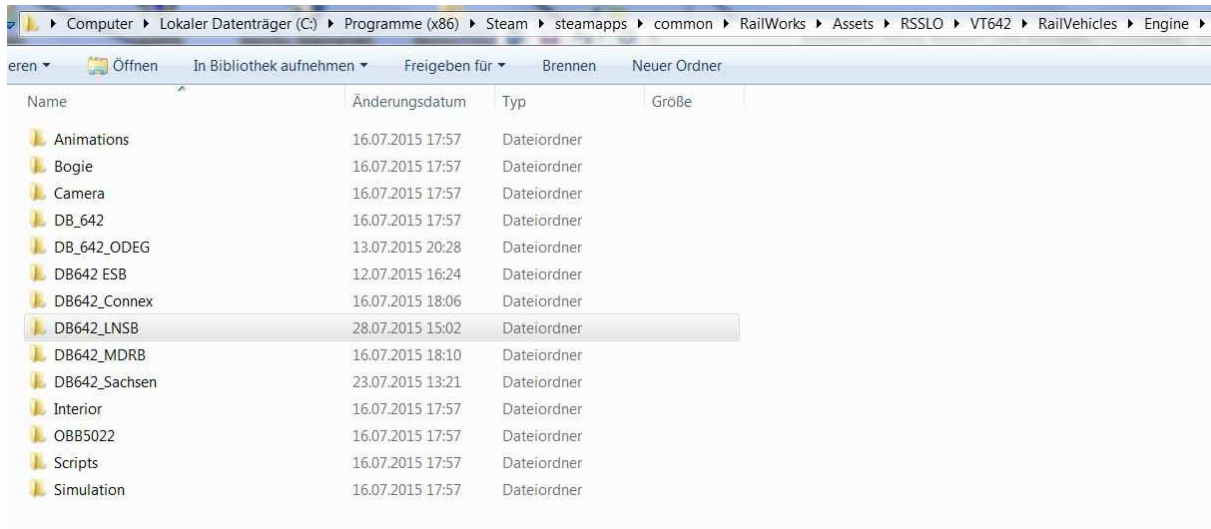 Computer ▸ Lokaler Datenträger (C:) ▸ Programme (x86) ▸ Steam ▸ steamapps ▸ common ▸ RailWorks ▸ Assets ▸ RSSLO ▸ VT642 ▸ RailVehicles ▸ Engine ▸
eren Öffnen In Bibliothek aufnehmen Freigeben für Brennen Neuer Ordner
Name Änderungsdatum Typ Größe
Animations 16.07.2015 17:57 Dateiordner
Bogie 16.07.2015 17:57 Dateiordner
Camera 16.07.2015 17:57 Dateiordner
DB_642 16.07.2015 17:57 Dateiordner
DB_642_ODEG 13.07.2015 20:28 Dateiordner
DB642 ESB 12.07.2015 16:24 Dateiordner
DB642_Connex 16.07.2015 18:06 Dateiordner
DB642_LNSB 28.07.2015 15:02 Dateiordner
DB642_MDRB 16.07.2015 18:10 Dateiordner
DB642_Sachsen 23.07.2015 13:21 Dateiordner
Interior 16.07.2015 17:57 Dateiordner
OBB5022 16.07.2015 17:57 Dateiordner
Scripts 16.07.2015 17:57 Dateiordner
Simulation 16.07.2015 17:57 Dateiordner